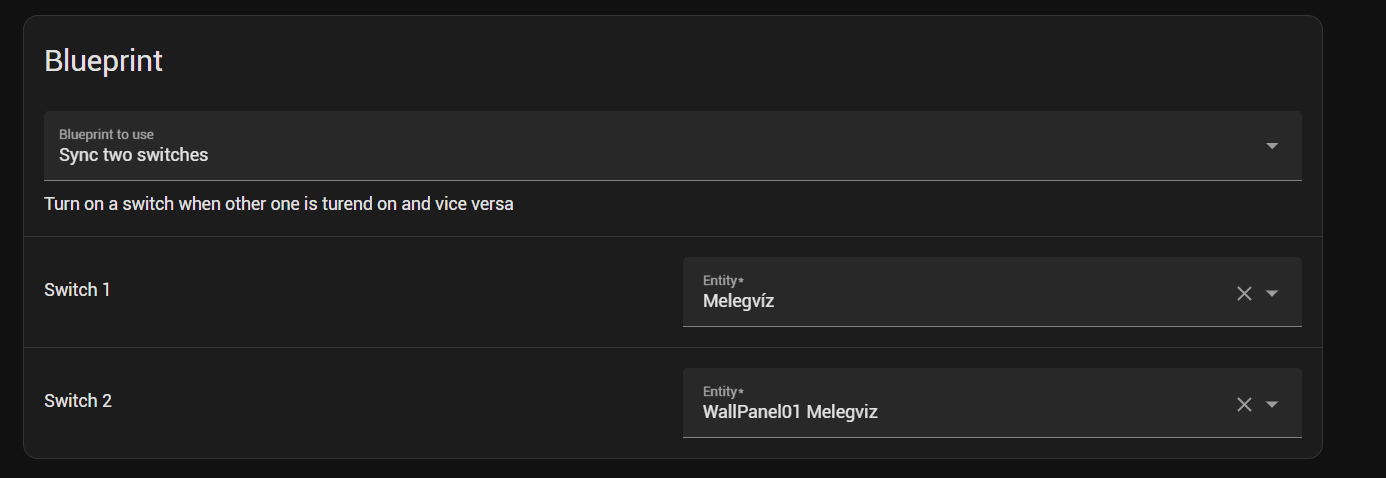 Blueprint
Blueprint to use
Sync two switches
Turn on a switch when other one is turend on and vice versa
Switch 1
Entity*
Melegvíz
Switch 2
Entity*
WallPanel01 Melegviz